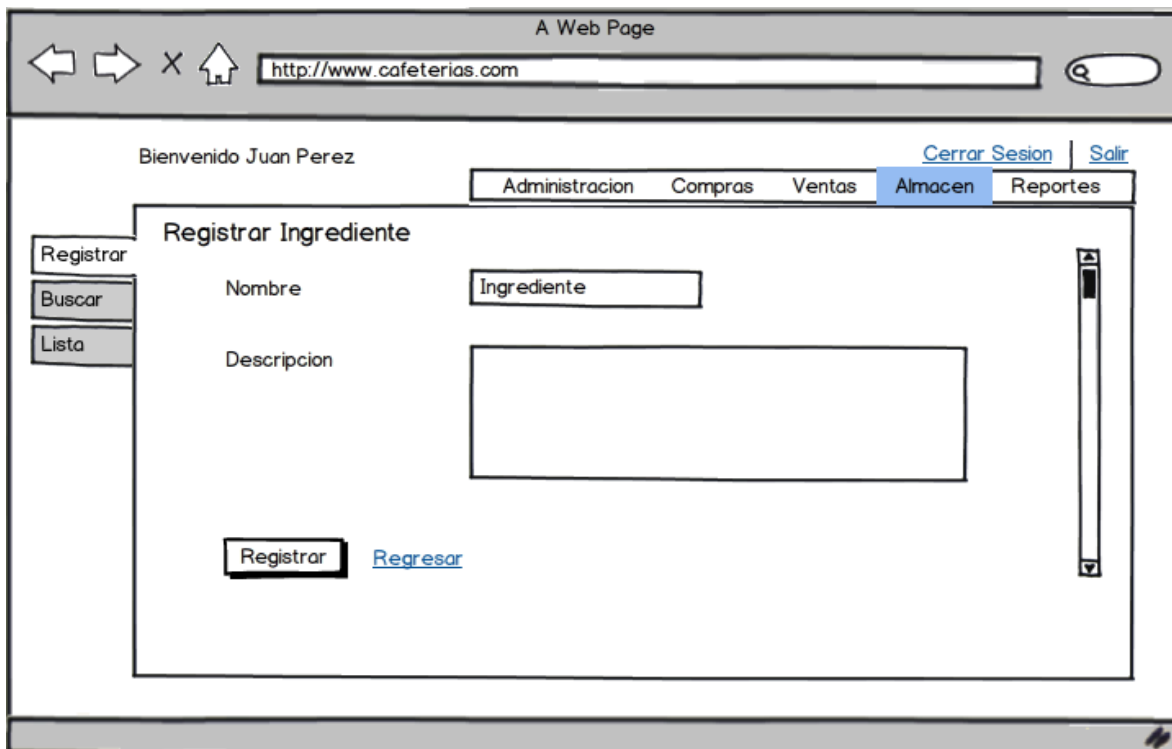 A Web Page
http://www.cafeterias.com
Bienvenido Juan Perez
Cerrar Sesion | Salir
Administracion Compras Ventas Almacen Reportes
Registrar Ingrediente
Registrar
Buscar
Lista
Nombre Ingrediente
Descripcion
Registrar Regresar